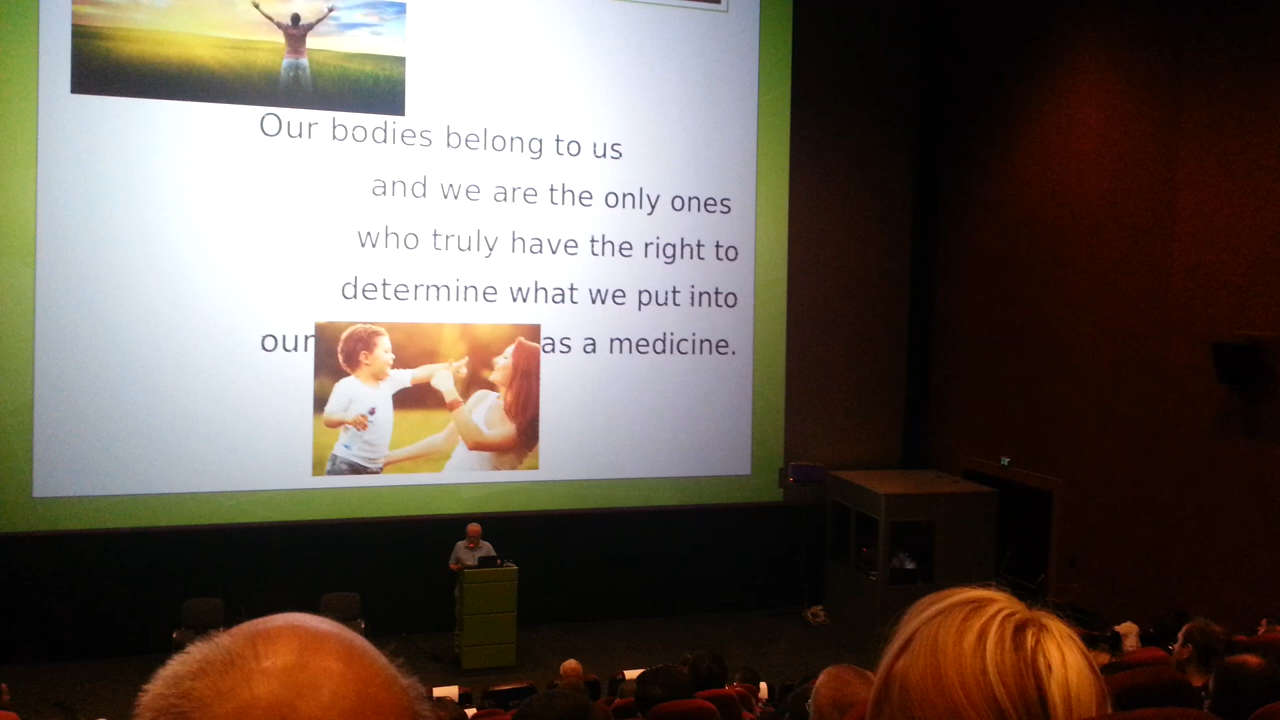 Our bodies belong to us
and we are the only ones
who truly have the right to
determine what we put into
our as a medicine.